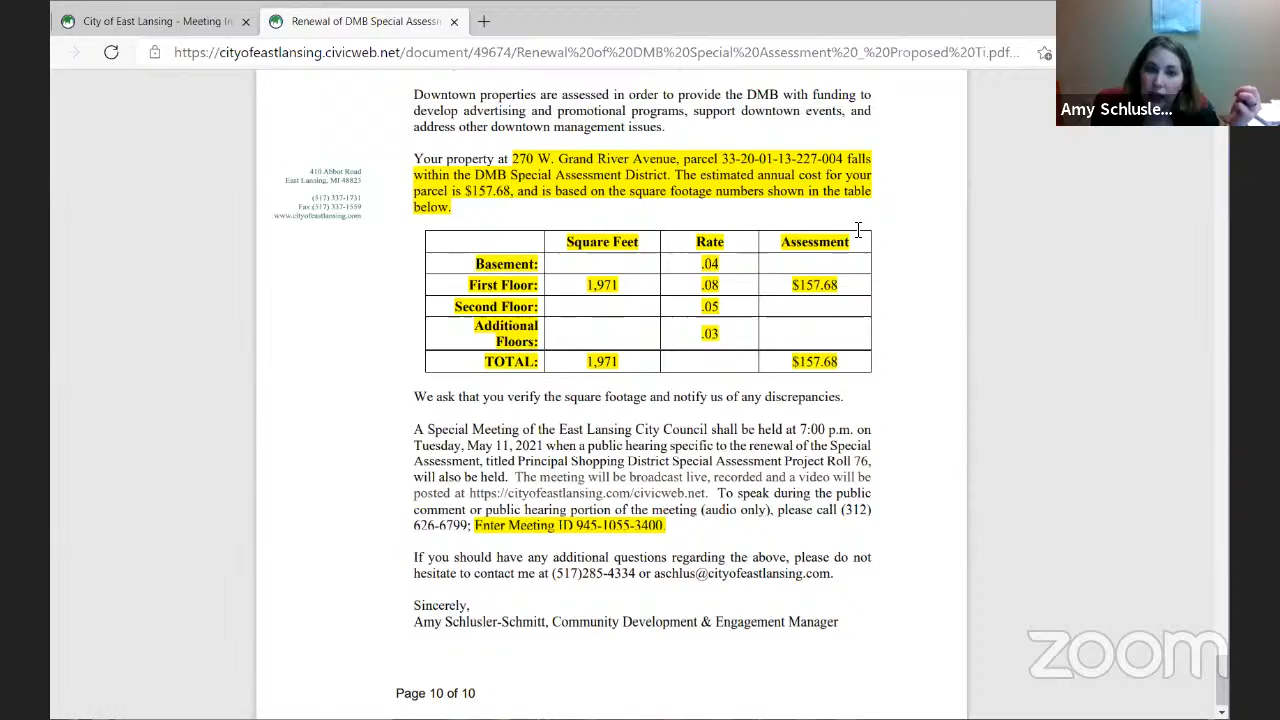 City of East Lansing - Meeting In
Renewal of DMB Special Assessn
https://cityofeastlansing.civicweb.net/document/49674/Renewal%20of%20DMB%20Special%20Assessment%20_%20Proposed%20Ti.pdf...
Amy Schlusle...
Downtown properties are assessed in order to provide the DMB with funding to
develop advertising and promotional programs, support downtown events, and
address other downtown management issues.
Your property at 270 W. Grand River Avenue, parcel 33-20-01-13-227-004 falls
within the DMB Special Assessment District. The estimated annual cost for your
parcel is $157.68, and is based on the square footage numbers shown in the table
below.
410 Abbot Road
East Lansing, MI 48823
(517) 337-1731
Fax (517) 337-1559
www.cityofeastlansing.com
Square Feet Rate Assessment
Basement: .04
First Floor: 1,971 .08 $157.68
Second Floor: .05
Additional
Floors: .03
TOTAL: 1,971 $157.68
We ask that you verify the square footage and notify us of any discrepancies.
A Special Meeting of the East Lansing City Council shall be held at 7:00 p.m. on
Tuesday, May 11, 2021 when a public hearing specific to the renewal of the Special
Assessment, titled Principal Shopping District Special Assessment Project Roll 76,
will also be held. The meeting will be broadcast live, recorded and a video will be
posted at https://cityofeastlansing.com/civicweb.net. To speak during the public
comment or public hearing portion of the meeting (audio only), please call (312)
626-6799; Enter Meeting ID 945-1055-3400.
If you should have any additional questions regarding the above, please do not
hesitate to contact me at (517)285-4334 or aschlus@cityofeastlansing.com.
Sincerely,
Amy Schlusler-Schmitt, Community Development & Engagement Manager
Page 10 of 10
zoom